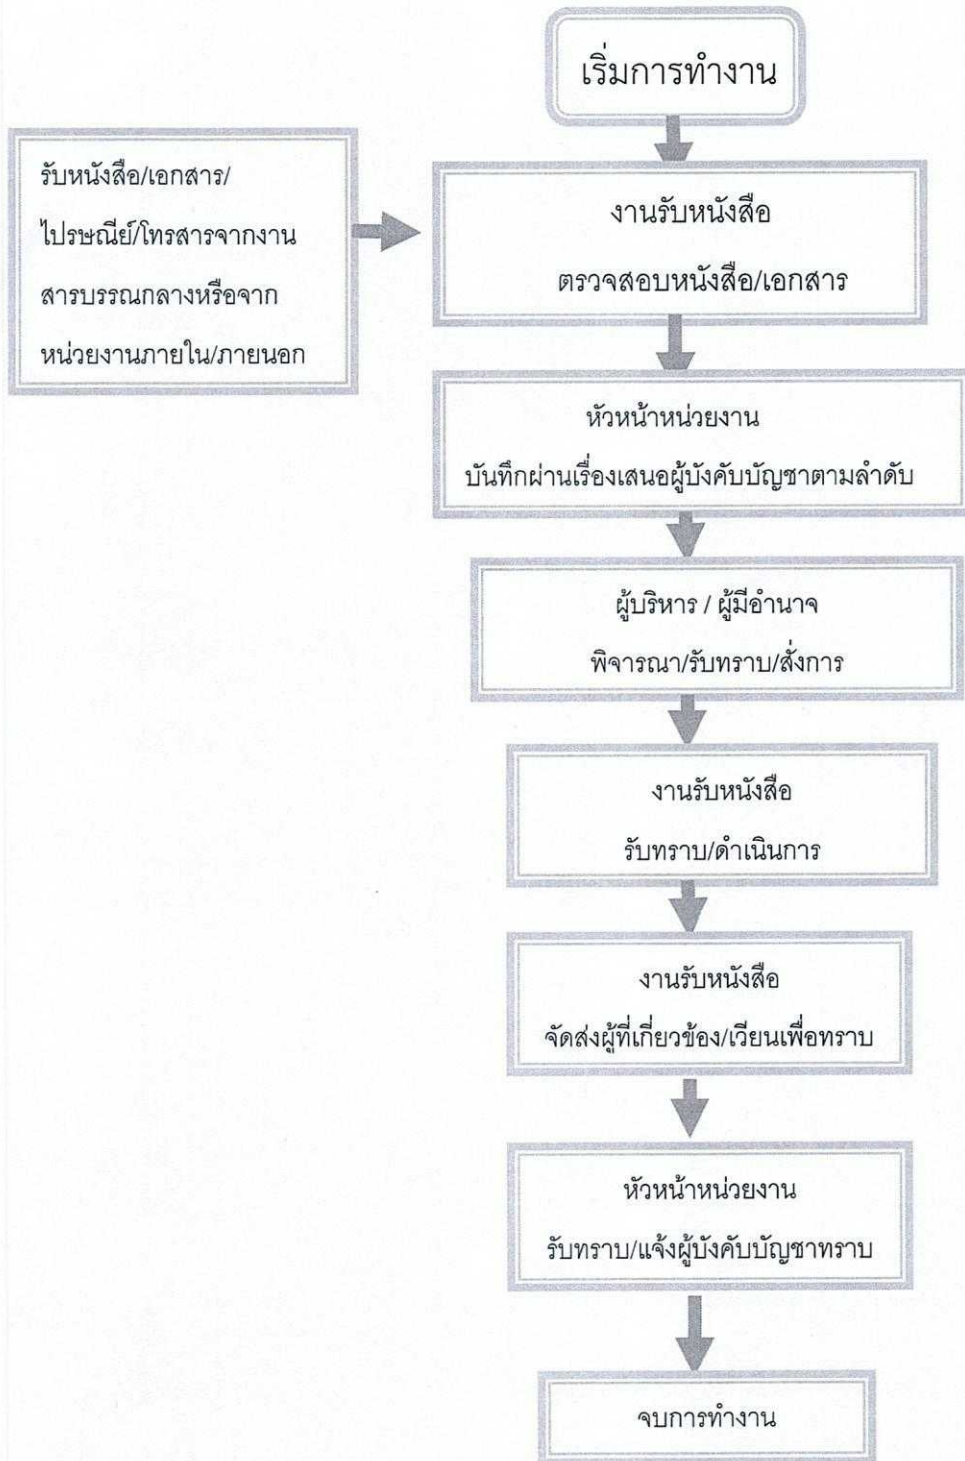 เริ่มการทำงาน
รับหนังสือ/เอกสาร/
ไปรษณีย์/โทรสารจากงาน
สารบรรณกลางหรือจาก
หน่วยงานภายใน/ภายนอก
งานรับหนังสือ
ตรวจสอบหนังสือ/เอกสาร
หัวหน้าหน่วยงาน
บันทึกผ่านเรื่องเสนอผู้บังคับบัญชาตามลำดับ
ผู้บริหาร / ผู้มีอำนาจ
พิจารณา/รับทราบ/สั่งการ
งานรับหนังสือ
รับทราบ/ดำเนินการ
งานรับหนังสือ
จัดส่งผู้ที่เกี่ยวข้อง/เวียนเพื่อทราบ
หัวหน้าหน่วยงาน
รับทราบ/แจ้งผู้บังคับบัญชาทราบ
จบการทำงาน